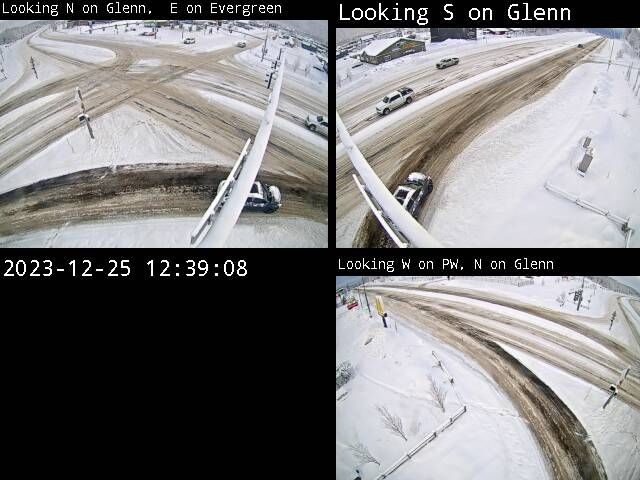 Looking N on Glenn, E on Evergreen
Looking S on Glenn
2023-12-25 12:39:08
Looking W on PW, N on Glenn